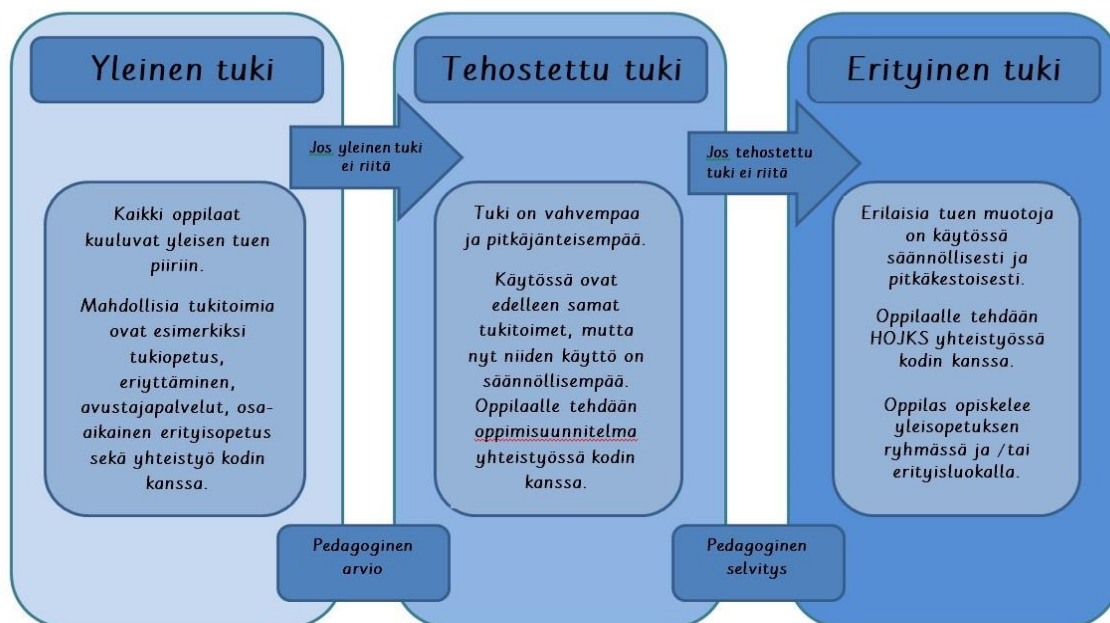 Yleinen tuki
Jos yleinen tuki
ei riitä
Kaikki oppilaat
kuuluvat yleisen tuen
piiriin.
Mahdollisia tukitoimia
ovat esimerkiksi
tukiopetus,
eriyttäminen,
avustajapalvelut, osa-
aikainen erityisopetus
sekä yhteistyö kodin
kanssa.
Pedagoginen
arvio
Tehostettu tuki
Jos tehostettu
tuki ei riitä
Tuki on vahvempaa
ja pitkäjänteisempää.
Käytössä ovat
edelleen samat
tukitoimet, mutta
nyt niiden käyttö on
säännöllisempää.
Oppilaalle tehdään
oppimisuunnitelma
yhteistyössä kodin
kanssa.
Pedagoginen
selvitys
Erityinen tuki
Erilaisia tuen muotoja
on käytössä
säännöllisesti ja
pitkäkestoisesti.
Oppilaalle tehdään
HOJKS yhteistyössä
kodin kanssa.
Oppilas opiskelee
yleisopetuksen
ryhmässä ja /tai
erityisluokalla.